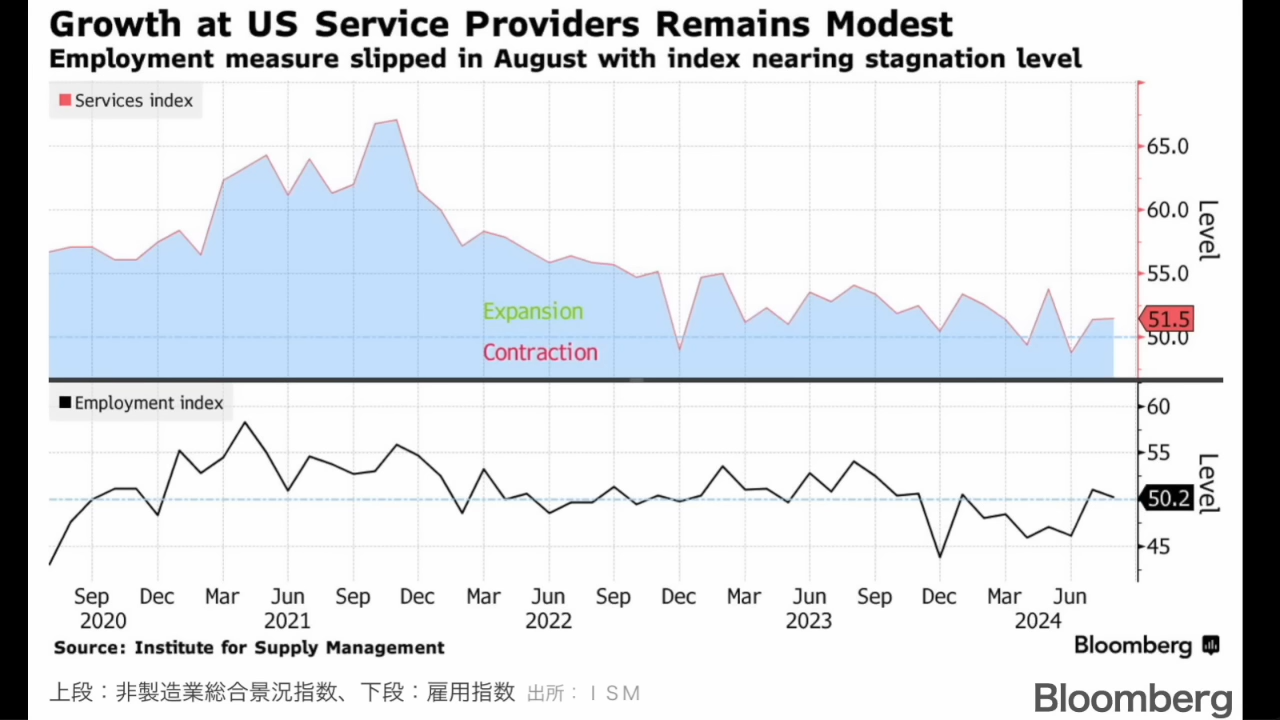 Growth at US Service Providers Remains Modest
Employment measure slipped in August with index nearing stagnation level
Services index
65.0
60.0
55.0
51.5
50.0
Level
Expansion
Contraction
Employment index
60
55
50.2
45
Level
Sep Dec Mar Jun Sep Dec Mar Jun Sep Dec Mar Jun Sep Dec Mar Jun
2020 2021 2022 2023 2024
Source: Institute for Supply Management
Bloomberg
上段：非製造業総合景況指数、下段：雇用指数 出所：ＩＳＭ
Bloomberg